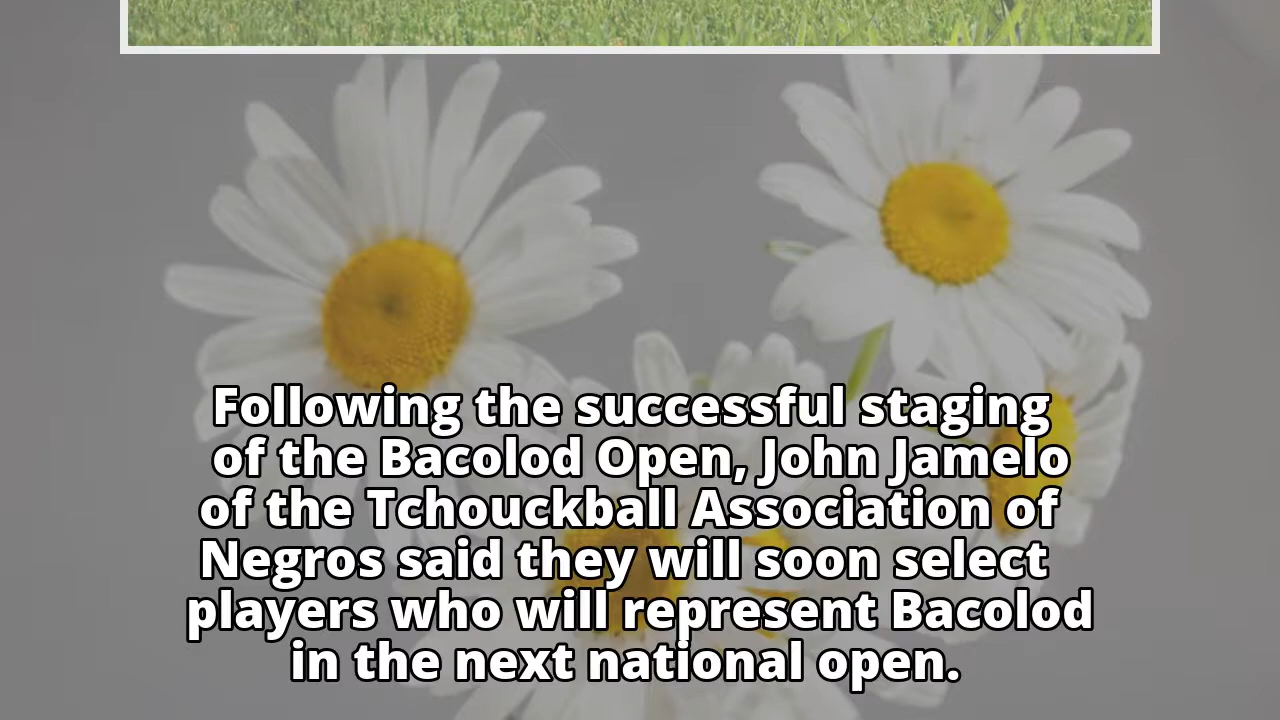 Following the successful staging
of the Bacolod Open, John Jamelo
of the Tchouckball Association of
Negros said they will soon select
players who will represent Bacolod
in the next national open.